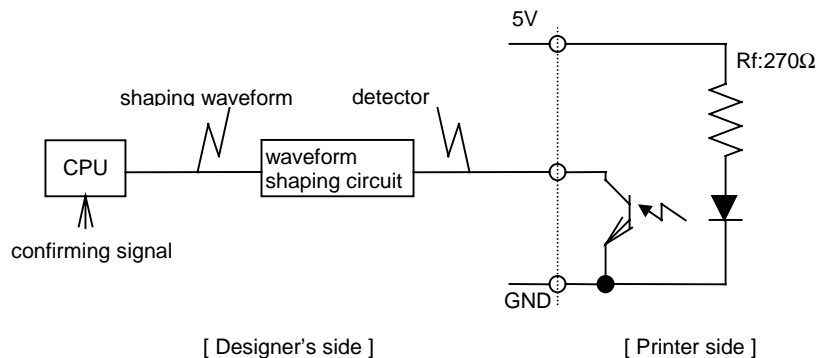 5V
Rf:270Ω
shaping waveform
detector
CPU
waveform
shaping circuit
confirming signal
GND
[ Designer's side ]
[ Printer side ]